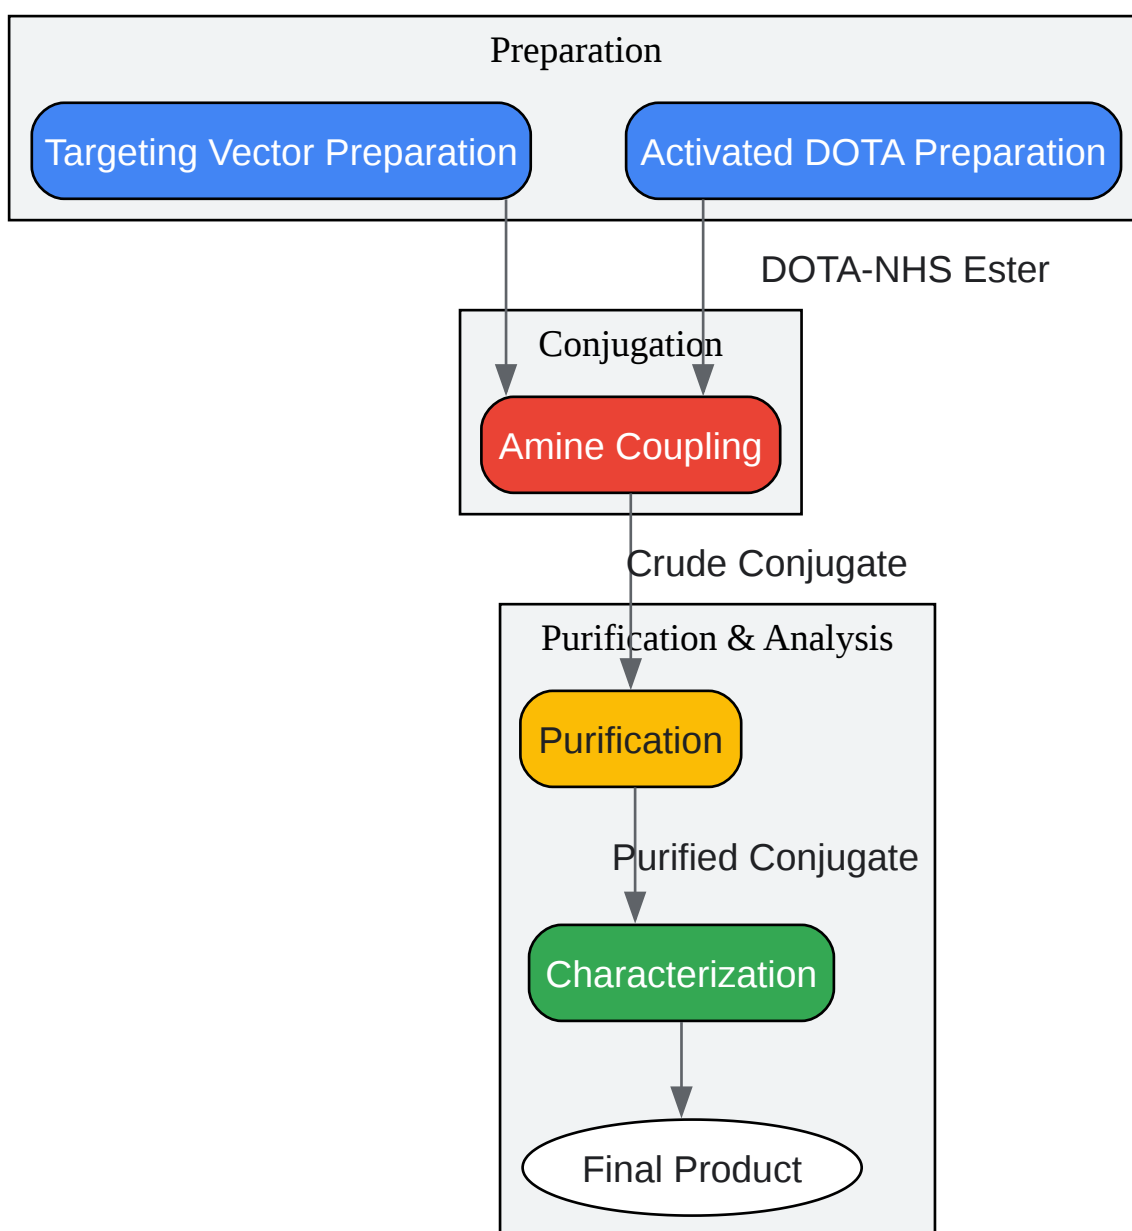 Preparation
Targeting Vector Preparation
Activated DOTA Preparation
DOTA-NHS Ester
Conjugation
Amine Coupling
Crude Conjugate
Purification & Analysis
Purification
Purified Conjugate
Characterization
Final Product